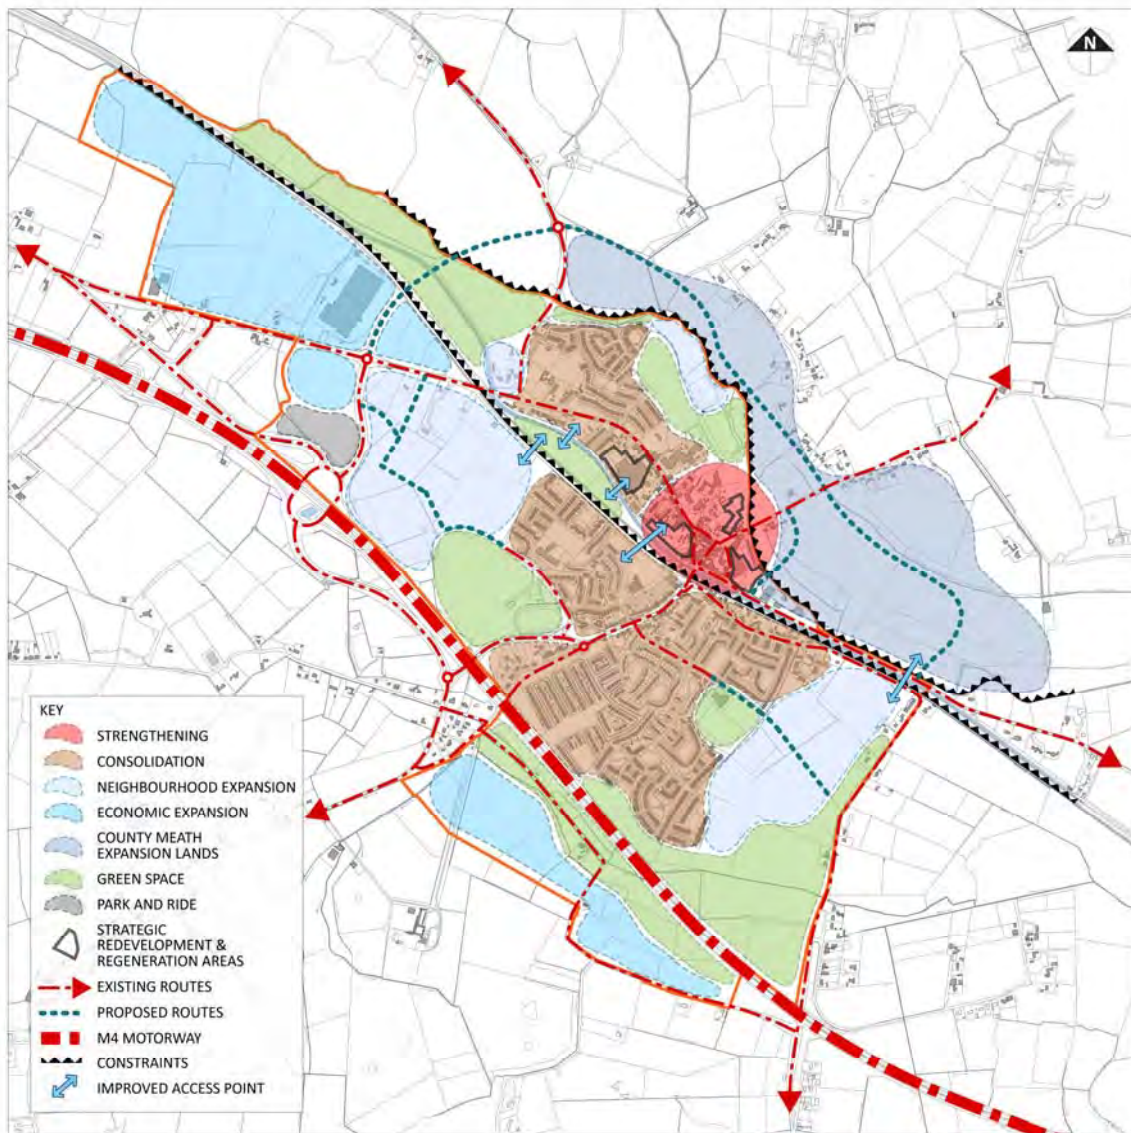 N
KEY
STRENGTHENING
CONSOLIDATION
NEIGHBOURHOOD EXPANSION
ECONOMIC EXPANSION
COUNTY MEATH
EXPANSION LANDS
GREEN SPACE
PARK AND RIDE
STRATEGIC
REDEVELOPMENT &
REGENERATION AREAS
EXISTING ROUTES
PROPOSED ROUTES
M4 MOTORWAY
CONSTRAINTS
IMPROVED ACCESS POINT